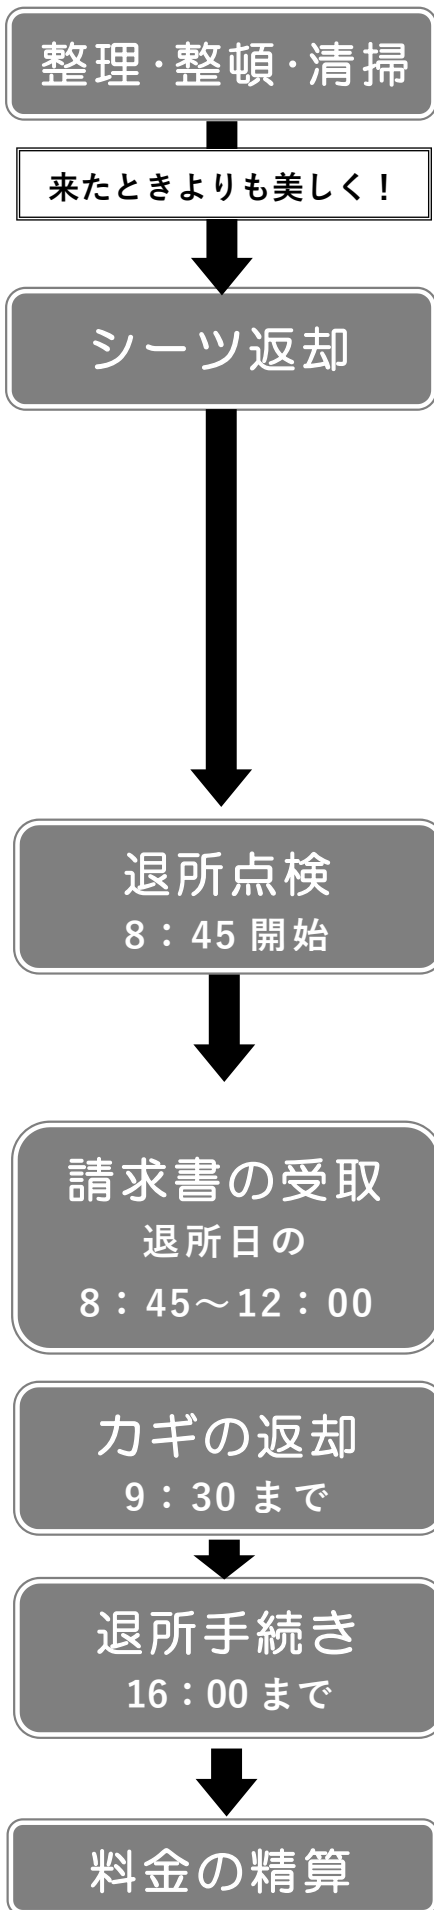 整理・整頓・清掃
来たときよりも美しく！
シーツ返却
退所点検
8：45 開始
請求書の受取
退所日の
8：45～12：00
カギの返却
9：30 まで
退所手続き
16：00 まで
料金の精算